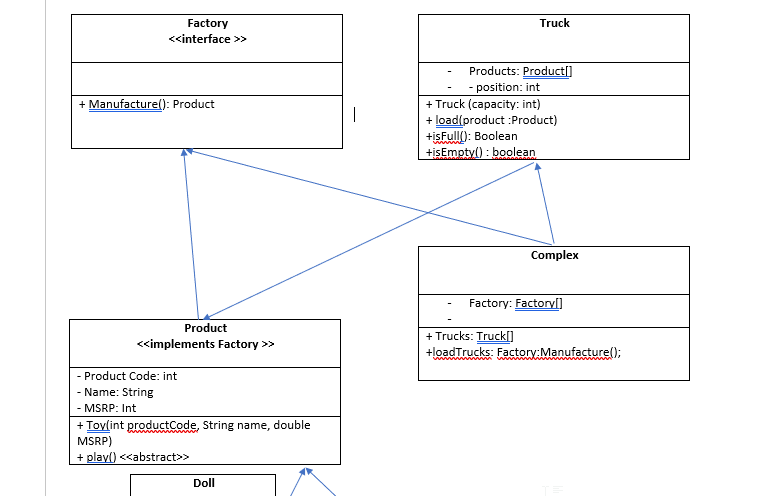 Factory
<<interface >>
+ Manufacture(): Product
Truck
- Products: Product[]
- - position: int
+ Truck (capacity: int)
+ load(product :Product)
+isFull(): Boolean
+isEmpty() : boolean
Complex
- Factory: Factory[]
-
+ Trucks: Truck[]
+loadTrucks: Factory:Manufacture();
Product
<<implements Factory >>
- Product Code: int
- Name: String
- MSRP: Int
+ Toy(int productCode, String name, double
MSRP)
+ play() <<abstract>>
Doll